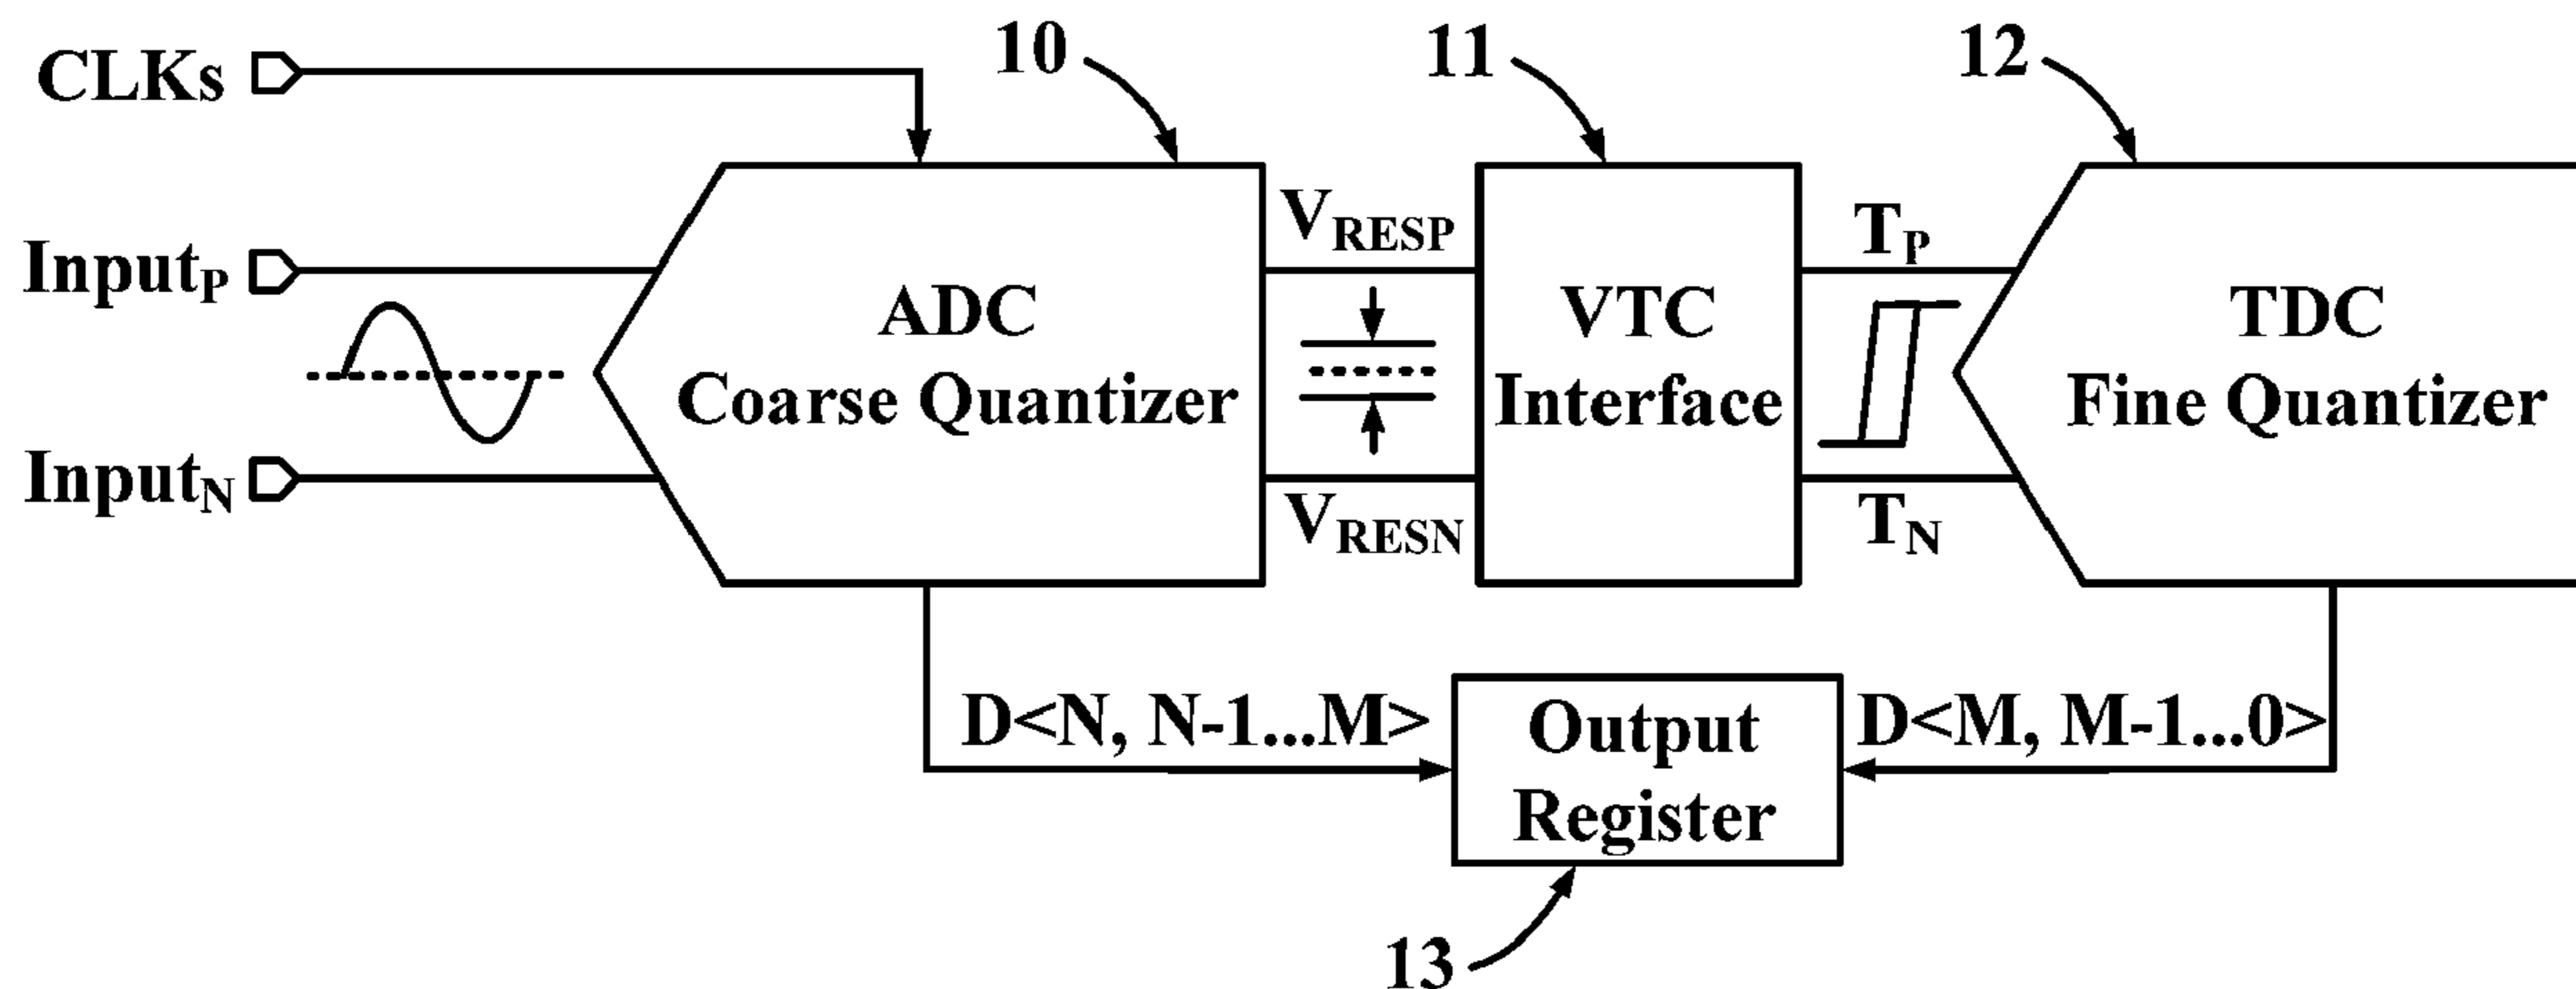 10
11
12
CLKs
InputP
InputN
ADC
Coarse Quantizer
VRESP
VRESN
VTC
Interface
TP
TN
TDC
Fine Quantizer
D<N, N-1...M>
Output
Register
D<M, M-1...0>
13